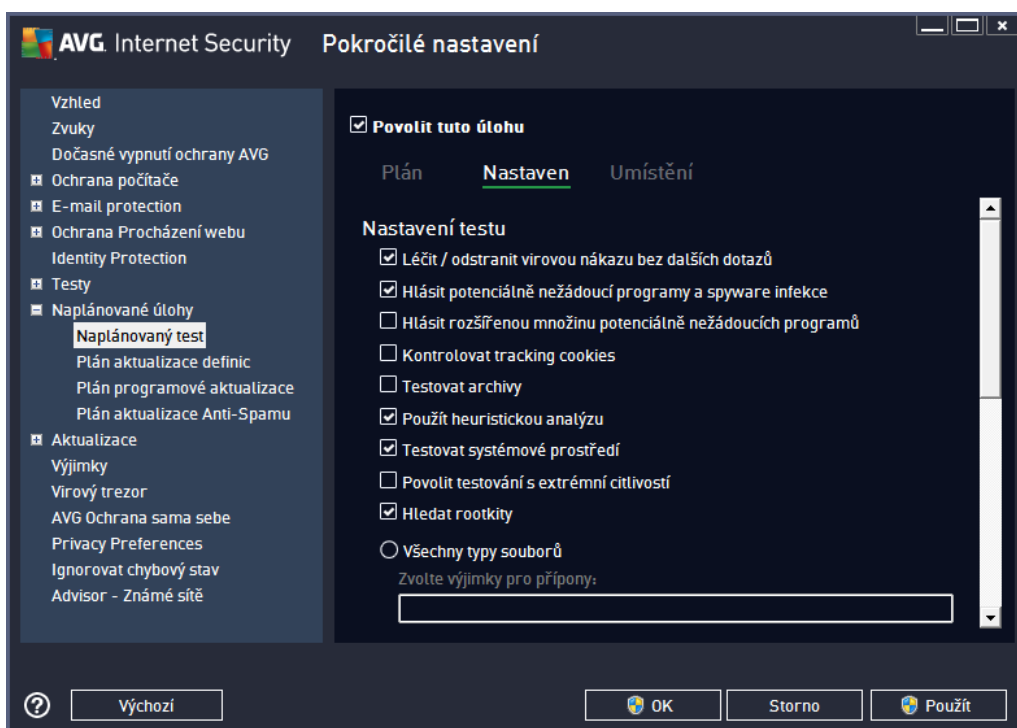 AVG. Internet Security Pokročilé nastavení
Vzhled
Zvuky
Dočasné vypnutí ochrany AVG
Ochrana počítače
E-mail protection
Ochrana Procházení webu
Identity Protection
Testy
Naplánované úlohy
Naplánovaný test
Plán aktualizace definic
Plán programové aktualizace
Plán aktualizace Anti-Spamu
Aktualizace
Výjimky
Virový trezor
AVG Ochrana sama sebe
Privacy Preferences
Ignorovat chybový stav
Advisor - Známé sítě
Povolit tuto úlohu
Plán Nastaven Umístění
Nastavení testu
Léčit / odstranit virovou nákazu bez dalších dotazů
Hlásit potenciálně nežádoucí programy a spyware infekce
Hlásit rozšířenou množinu potenciálně nežádoucích programů
Kontrolovat tracking cookies
Testovat archivy
Použít heuristickou analýzu
Testovat systémové prostředí
Povolit testování s extrémní citlivostí
Hledat rootkity
Všechny typy souborů
Zvolte výjimky pro přípony:
? Výchozí OK Storno Použít